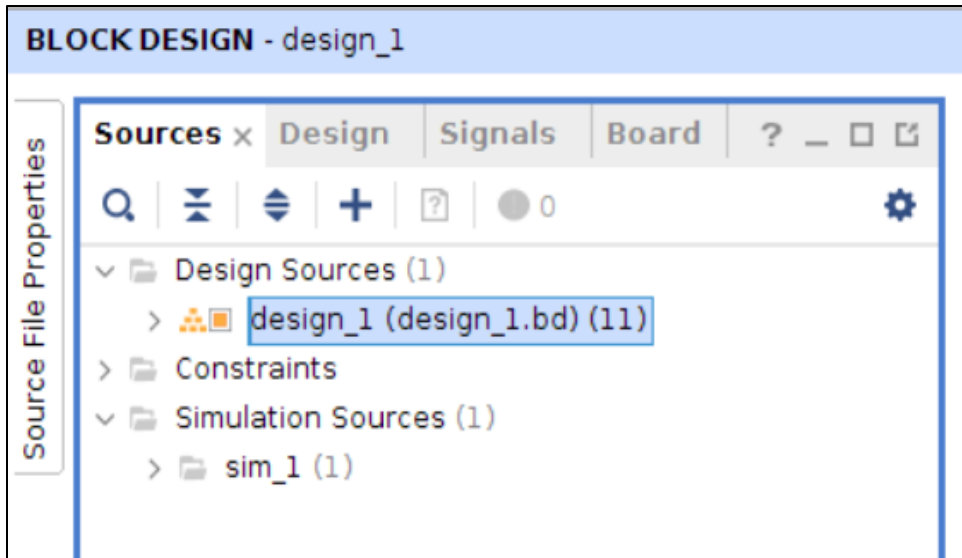 BLOCK DESIGN - design_1
Source File Properties
Sources × Design Signals Board ? _
0
Design Sources (1)
design_1 (design_1.bd) (11)
Constraints
Simulation Sources (1)
sim_1 (1)